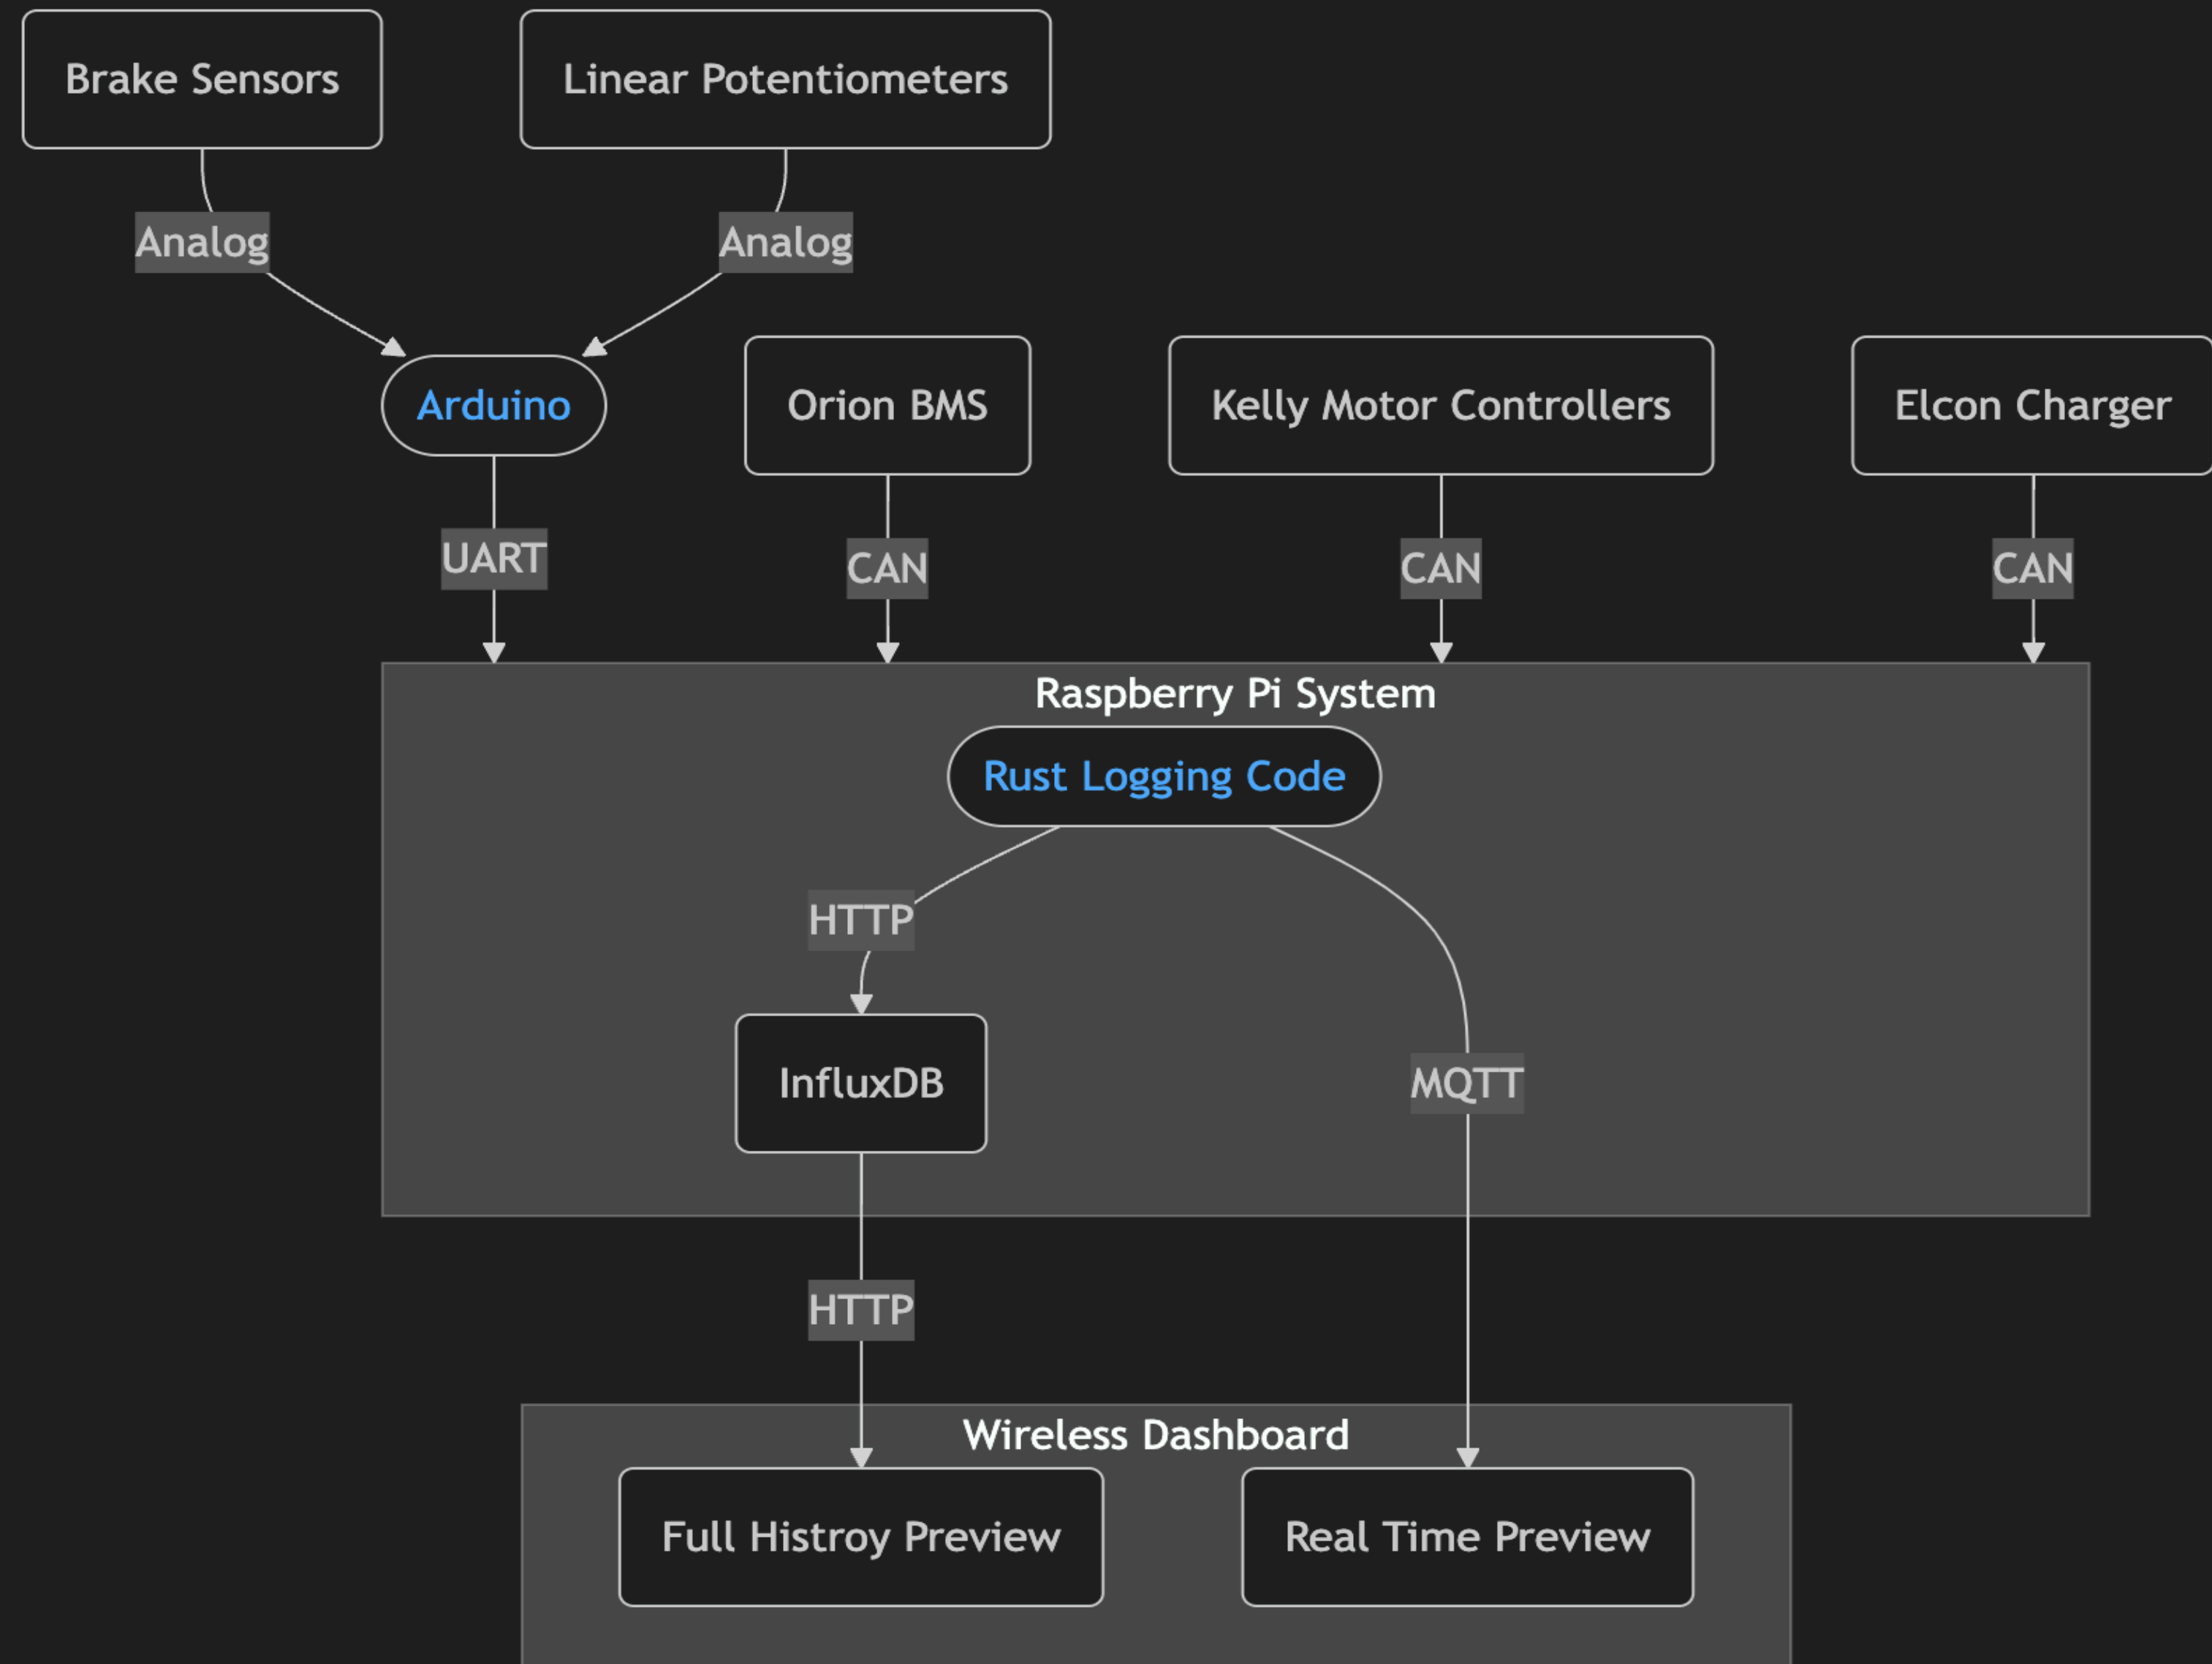 Brake Sensors
Linear Potentiometers
Analog
Analog
Arduino
Orion BMS
Kelly Motor Controllers
Elcon Charger
UART
CAN
CAN
CAN
Raspberry Pi System
Rust Logging Code
HTTP
InfluxDB
MQTT
HTTP
Wireless Dashboard
Full Histroy Preview
Real Time Preview